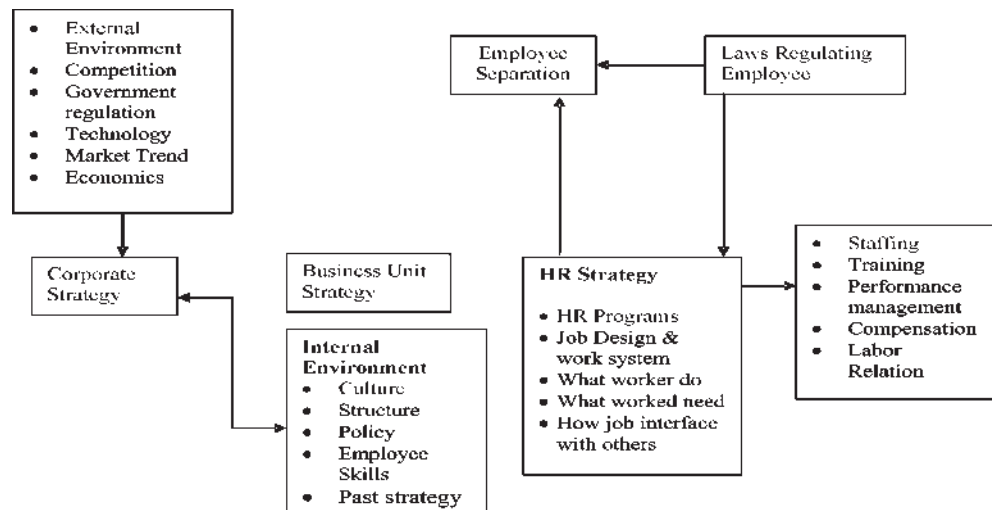 • External
Environment
• Competition
• Government
regulation
• Technology
• Market Trend
• Economics
Employee
Separation
Laws Regulating
Employee
Corporate
Strategy
Business Unit
Strategy
Internal
Environment
• Culture
• Structure
• Policy
• Employee
Skills
• Past strategy
HR Strategy
• HR Programs
• Job Design &
work system
• What worker do
• What worked need
• How job interface
with others
• Staffing
• Training
• Performance
management
• Compensation
• Labor
Relation